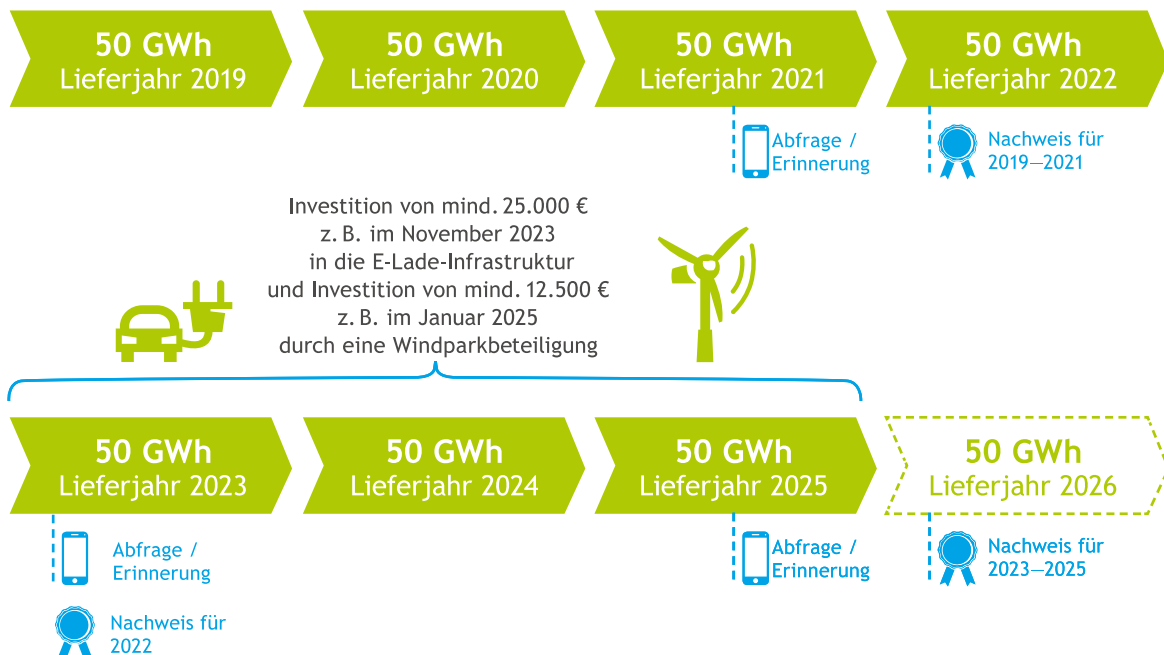 50 GWh
Lieferjahr 2019
50 GWh
Lieferjahr 2020
50 GWh
Lieferjahr 2021
50 GWh
Lieferjahr 2022
Abfrage /
Erinnerung
Nachweis für
2019—2021
Investition von mind. 25.000 €
z. B. im November 2023
in die E-Lade-Infrastruktur
und Investition von mind. 12.500 €
z. B. im Januar 2025
durch eine Windparkbeteiligung
50 GWh
Lieferjahr 2023
50 GWh
Lieferjahr 2024
50 GWh
Lieferjahr 2025
50 GWh
Lieferjahr 2026
Abfrage /
Erinnerung
Nachweis für
2022
Abfrage /
Erinnerung
Nachweis für
2023—2025